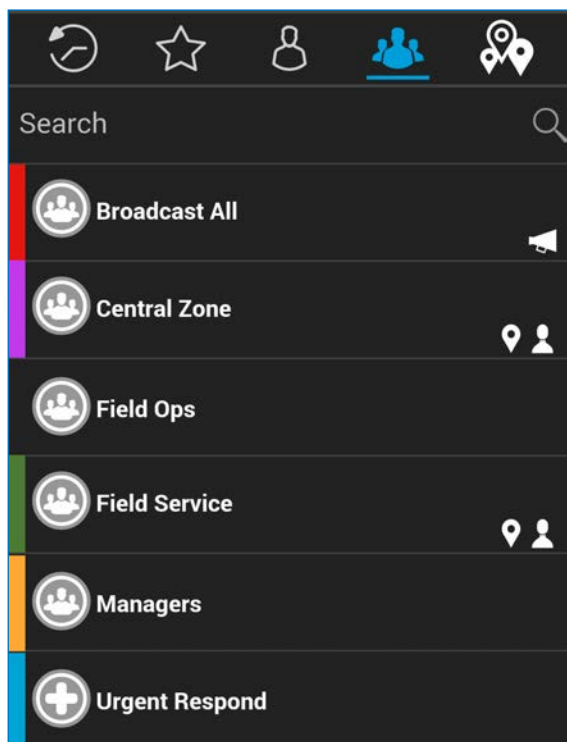 Search
Broadcast All
Central Zone
Field Ops
Field Service
Managers
Urgent Respond